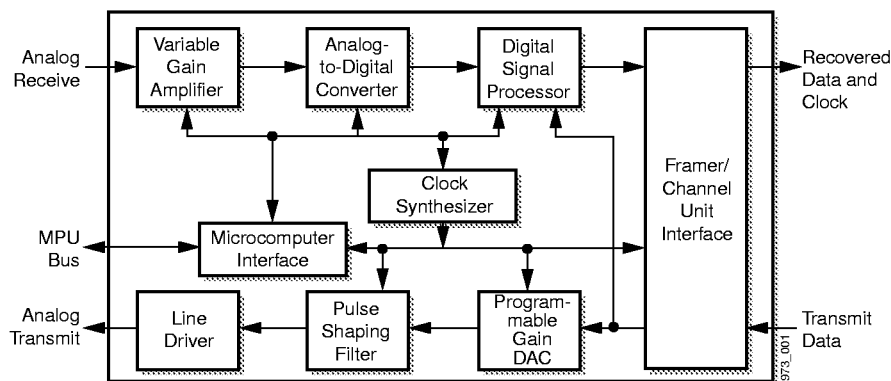 Analog
Receive
Variable
Gain
Amplifier
Analog-
to-Digital
Converter
Digital
Signal
Processor
Recovered
Data and
Clock
Framer/
Channel
Unit
Interface
Clock
Synthesizer
MPU
Bus
Microcomputer
Interface
Analog
Transmit
Line
Driver
Pulse
Shaping
Filter
Program-
mable
Gain
DAC
Transmit
Data
973_001